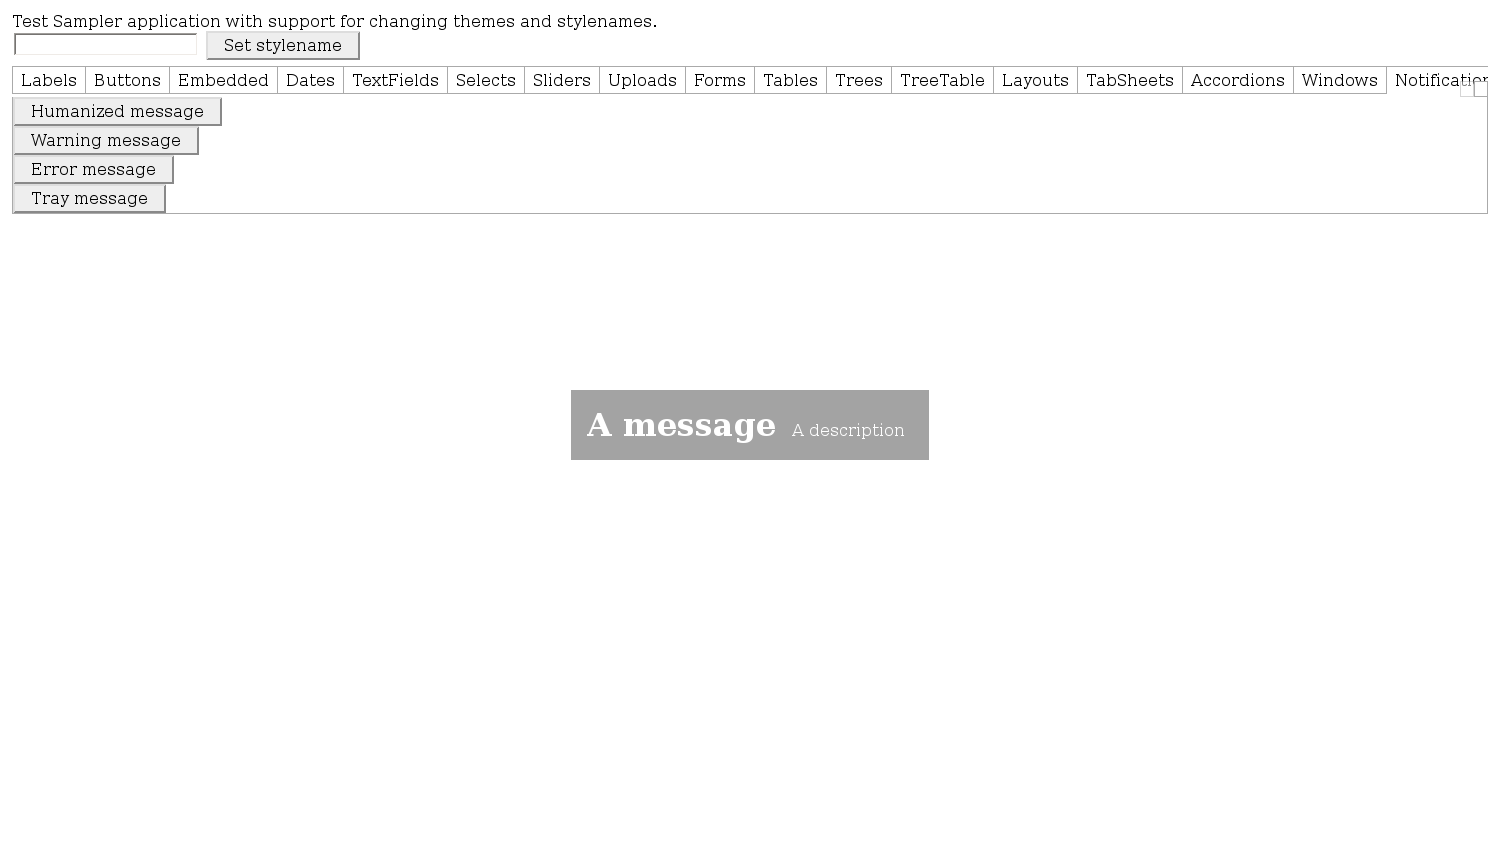 Test Sampler application with support for changing themes and stylenames.
Set stylename
Labels Buttons Embedded Dates TextFields Selects Sliders Uploads Forms Tables Trees TreeTable Layouts TabSheets Accordions Windows
Humanized message
Warning message
Error message
Tray message
A message A description